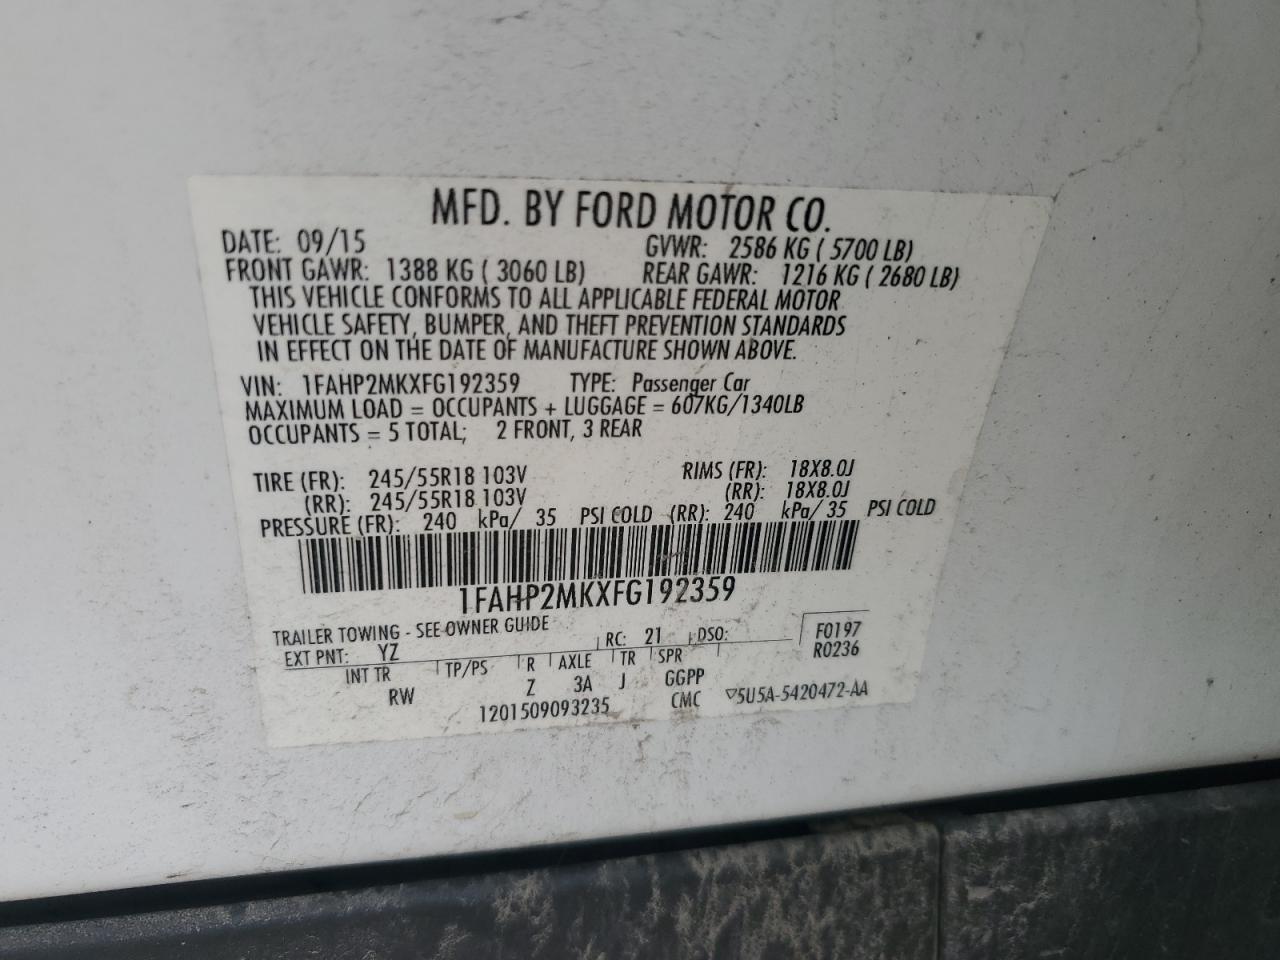 MFD. BY FORD MOTOR CO.
DATE: 09/15 GVWR: 2586 KG ( 5700 LB)
FRONT GAWR: 1388 KG ( 3060 LB) REAR GAWR: 1216 KG ( 2680 LB)
THIS VEHICLE CONFORMS TO ALL APPLICABLE FEDERAL MOTOR
VEHICLE SAFETY, BUMPER, AND THEFT PREVENTION STANDARDS
IN EFFECT ON THE DATE OF MANUFACTURE SHOWN ABOVE.
VIN: 1FAHP2MKXFG192359 TYPE: Passenger Car
MAXIMUM LOAD = OCCUPANTS + LUGGAGE = 607KG/1340LB
OCCUPANTS = 5 TOTAL; 2 FRONT, 3 REAR
TIRE (FR): 245/55R18 103V RIMS (FR): 18X8.0J
(RR): 245/55R18 103V (RR): 18X8.0J
PRESSURE (FR): 240 kPa/ 35 PSI COLD (RR): 240 kPa/ 35 PSI COLD
1FAHP2MKXFG192359
TRAILER TOWING - SEE OWNER GUIDE
EXT PNT: YZ RC: 21 DSO: F0197
INT TR TP/PS R AXLE TR SPR R0236
RW Z 3A J GGPP
1201509093235 CMC ▽5U5A-5420472-AA